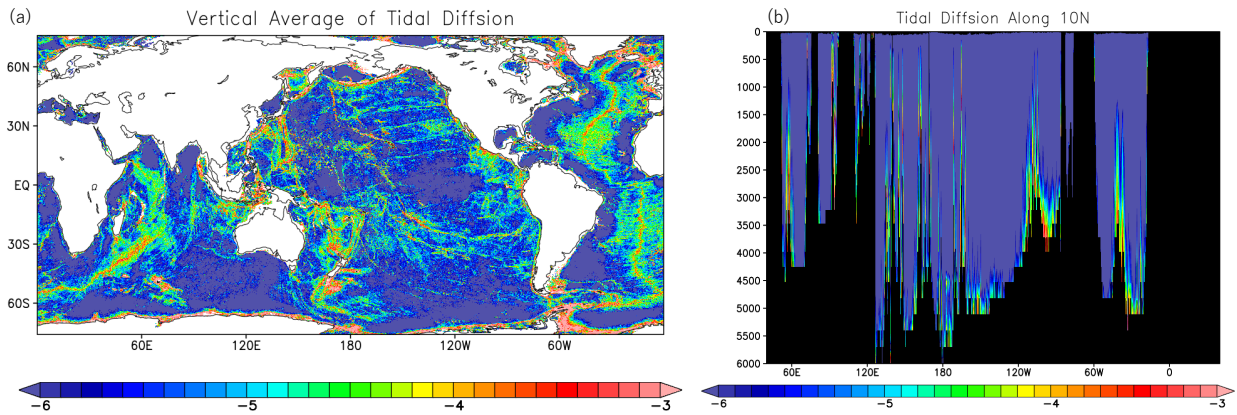 (a)
Vertical Average of Tidal Diffsion
60N
30N
EQ
30S
60S
60E 120E 180 120W 60W
−6 −5 −4 −3
(b)
Tidal Diffsion Along 10N
0
500
1000
1500
2000
2500
3000
3500
4000
4500
5000
5500
6000
60E 120E 180 120W 60W 0
−6 −5 −4 −3